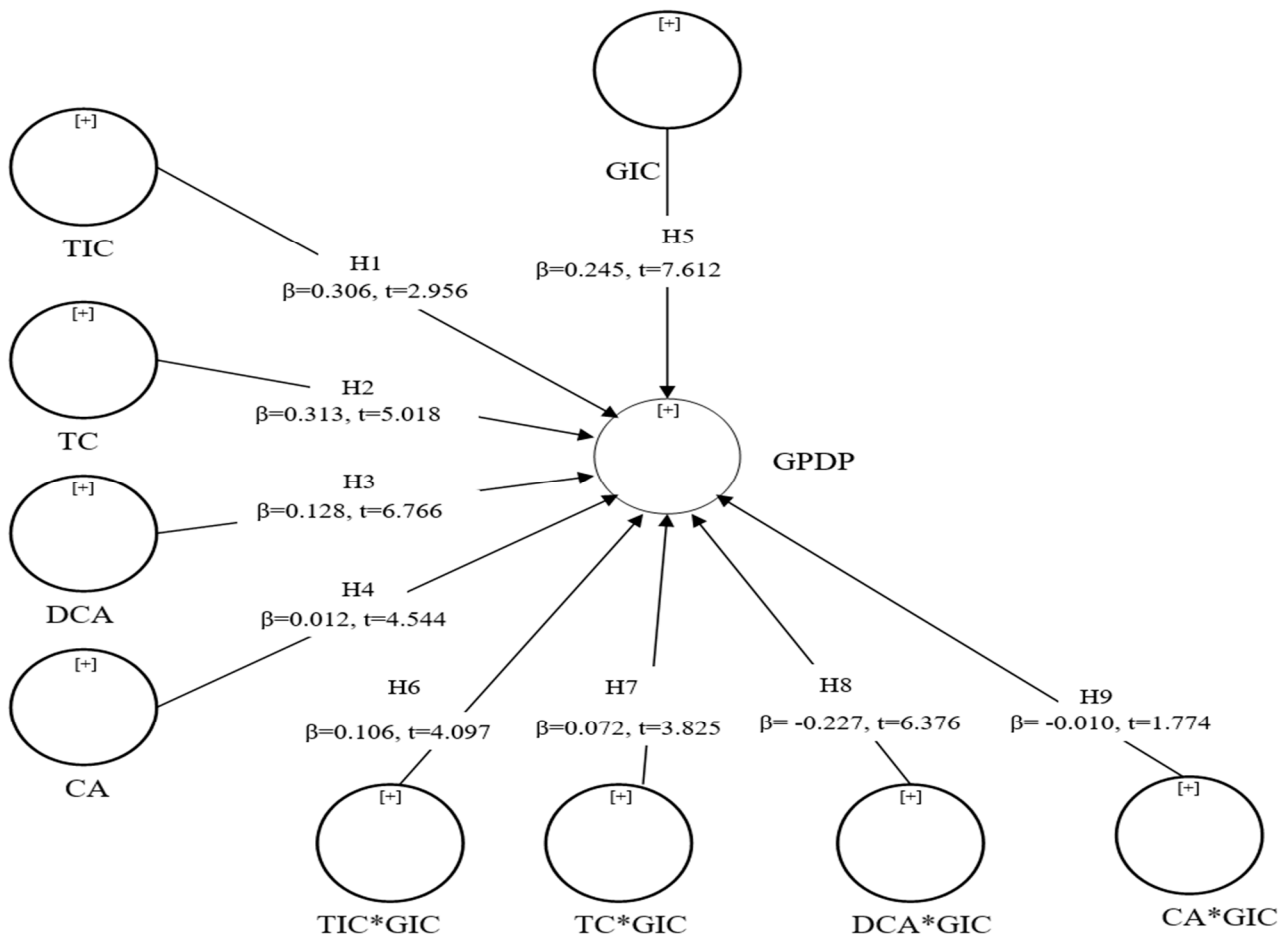 [+]
GIC
H5
β=0.245, t=7.612
[+]
TIC
H1
β=0.306, t=2.956
[+]
TC
H2
β=0.313, t=5.018
[+]
DCA
H3
β=0.128, t=6.766
[+]
CA
H4
β=0.012, t=4.544
[+]
GPDP
H6
β=0.106, t=4.097
[+]
TIC*GIC
H7
β=0.072, t=3.825
[+]
TC*GIC
H8
β= -0.227, t=6.376
[+]
DCA*GIC
H9
β= -0.010, t=1.774
[+]
CA*GIC